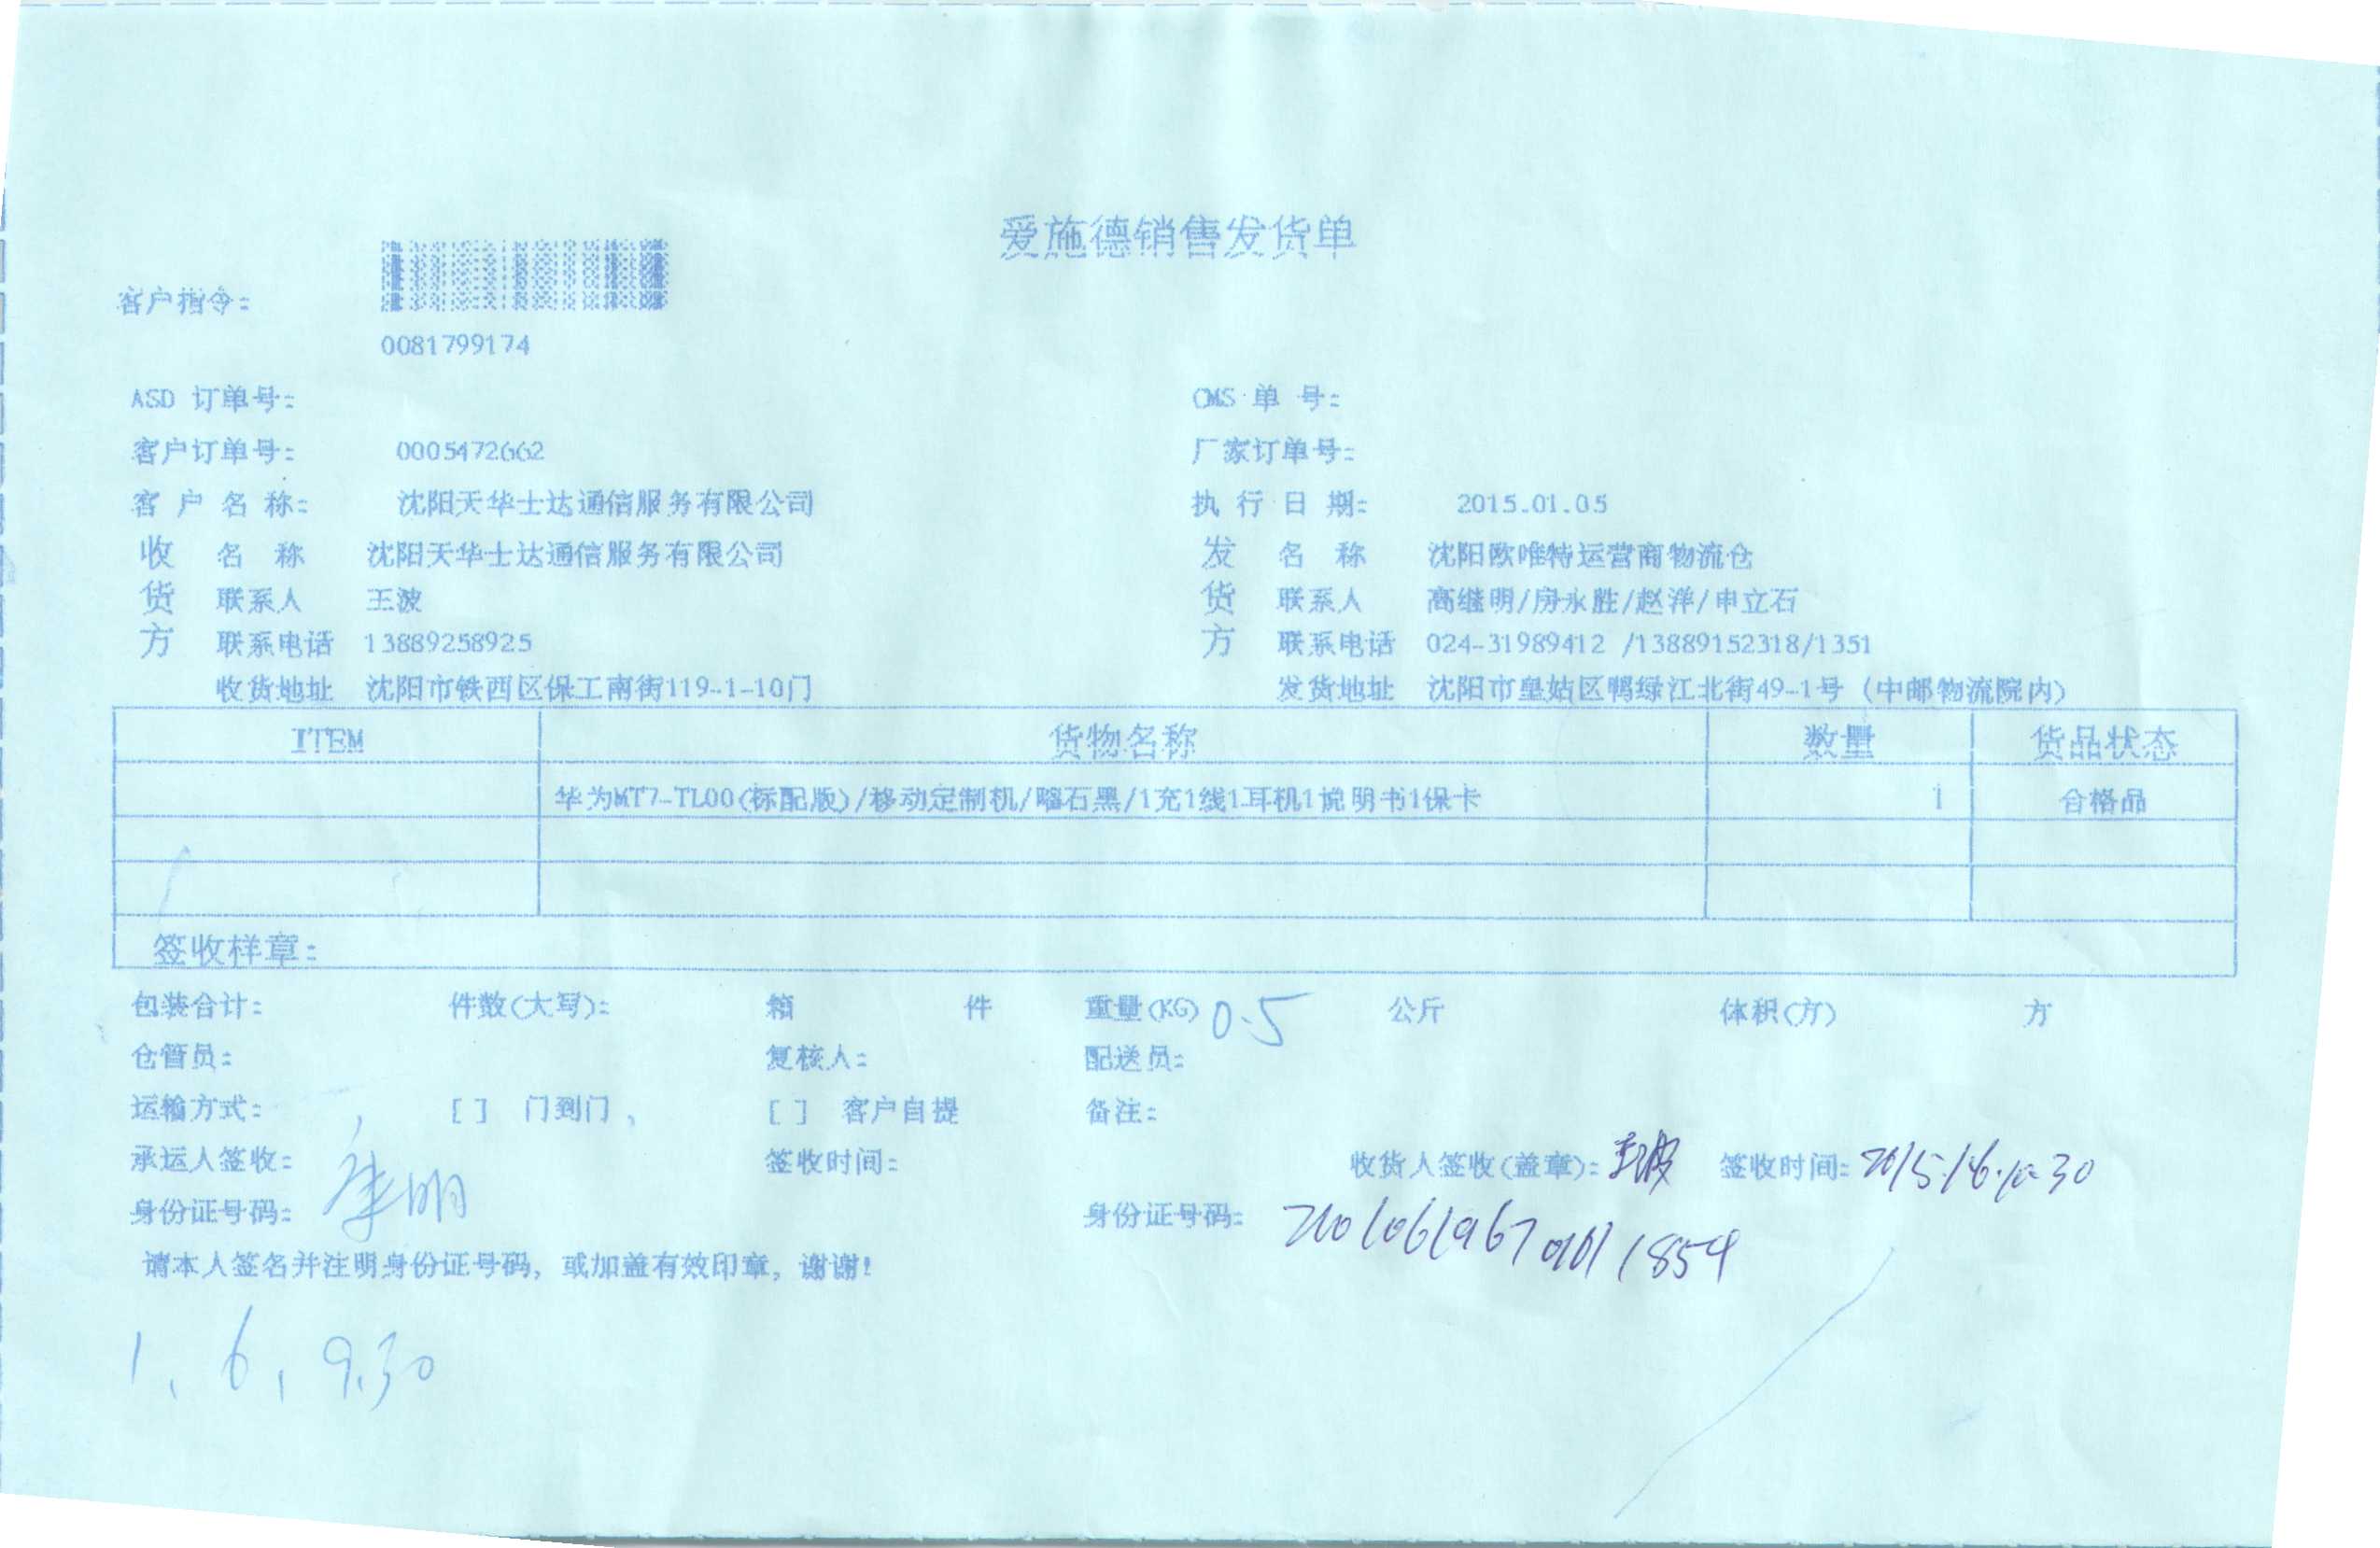 爱施德销售发货单
客户指令:
0081799174
ASD 订单号: OMS 单 号:
客户订单号: 0005472662 厂家订单号:
客 户 名 称: 沈阳天华士达通信服务有限公司 执 行 日 期: 2015.01.05
收 名 称 沈阳天华士达通信服务有限公司 发 名 称 沈阳欧唯特运营商物流仓
货 联系人 王波 货 联系人 高继明/房永胜/赵洋/申立石
方 联系电话 13889258925 方 联系电话 024-31989412 /13889152318/1351
收货地址 沈阳市铁西区保工南街119-1-10门 发货地址 沈阳市皇姑区鸭绿江北街49-1号 (中邮物流院内)
ITEM 货物名称 数量 货品状态
华为MT7-TL00(标配版)/移动定制机/曜石黑/1充1线1耳机1说明书1保卡 1 合格品
签收样章:
包装合计: 件数(大写): 箱 件 重量(KG) 0.5 公斤 体积(方) 方
仓管员: 复核人: 配送员:
运输方式: [ ] 门到门 、 [ ] 客户自提 备注:
承运人签收: 签收时间: 收货人签收(盖章): 王波 签收时间: 2015.1.6.10.30
身份证号码: 身份证号码:
请本人签名并注明身份证号码, 或加盖有效印章, 谢谢!
1. 6, 9.30